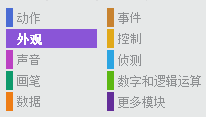 动作
外观
声音
画笔
数据
事件
控制
侦测
数字和逻辑运算
更多模块